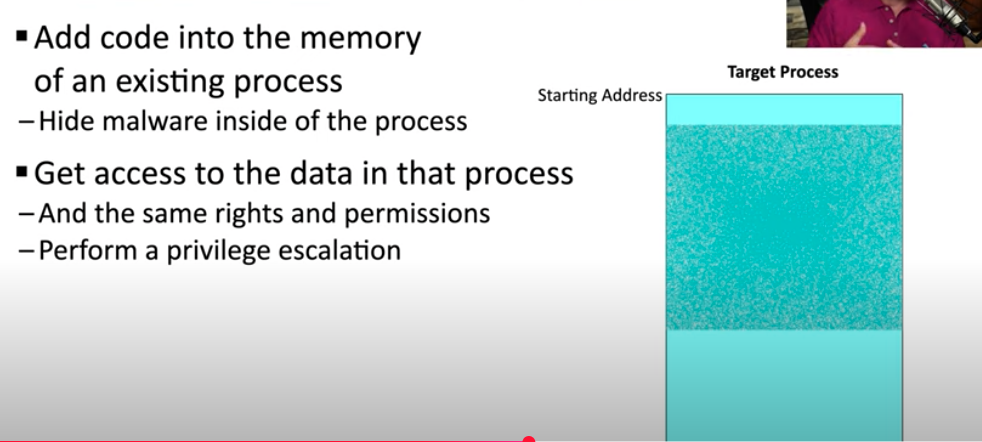 ▪ Add code into the memory
of an existing process
– Hide malware inside of the process
▪ Get access to the data in that process
– And the same rights and permissions
– Perform a privilege escalation
Target Process
Starting Address